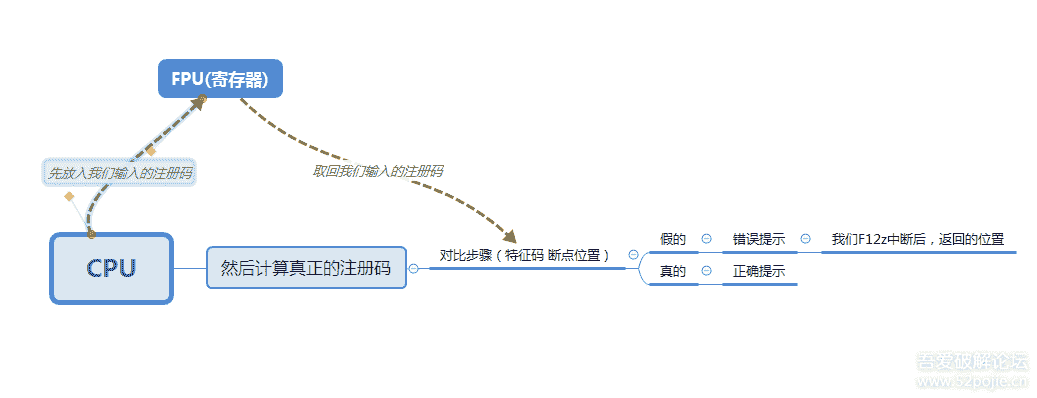 FPU(寄存器)
先放入我们输入的注册码
取回我们输入的注册码
CPU
然后计算真正的注册码
对比步骤（特征码 断点位置）
假的
错误提示
我们F12z中断后，返回的位置
真的
正确提示
吾爱破解论坛
www.52pojie.cn